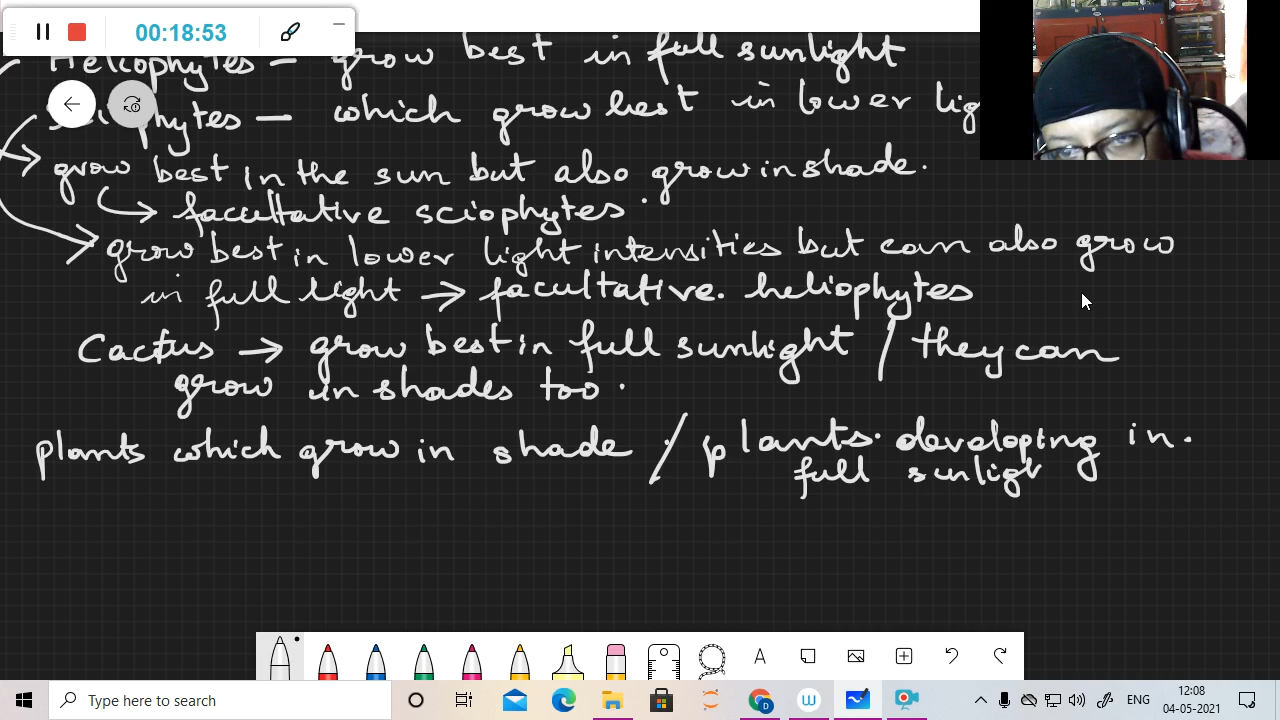 00:18:53
Heliophytes — grow best in full sunlight
— which grow best in lower lig
grow best in the sun but also grow in shade.
facultative sciophytes.
grow best in lower light intensities but can also grow
in full light → facultative. heliophytes
Cactus → grow best in full sunlight / they can
grow in shades too.
plants which grow in shade / plants. developing in.
full sunligh
A
Type here to search
ENG
12:08
04-05-2021